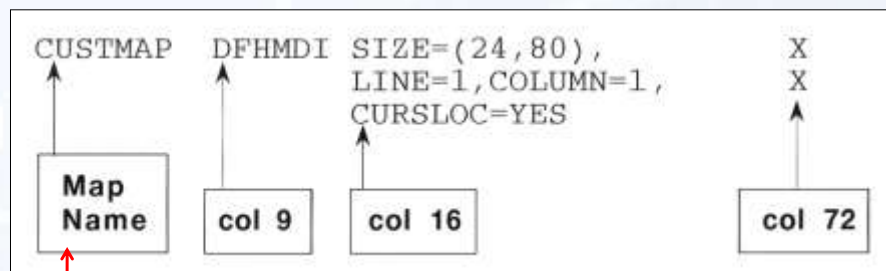 CUSTMAP DFHMDI SIZE=(24,80), X
LINE=1,COLUMN=1, X
CURSLOC=YES
Map
Name
col 9
col 16
col 72